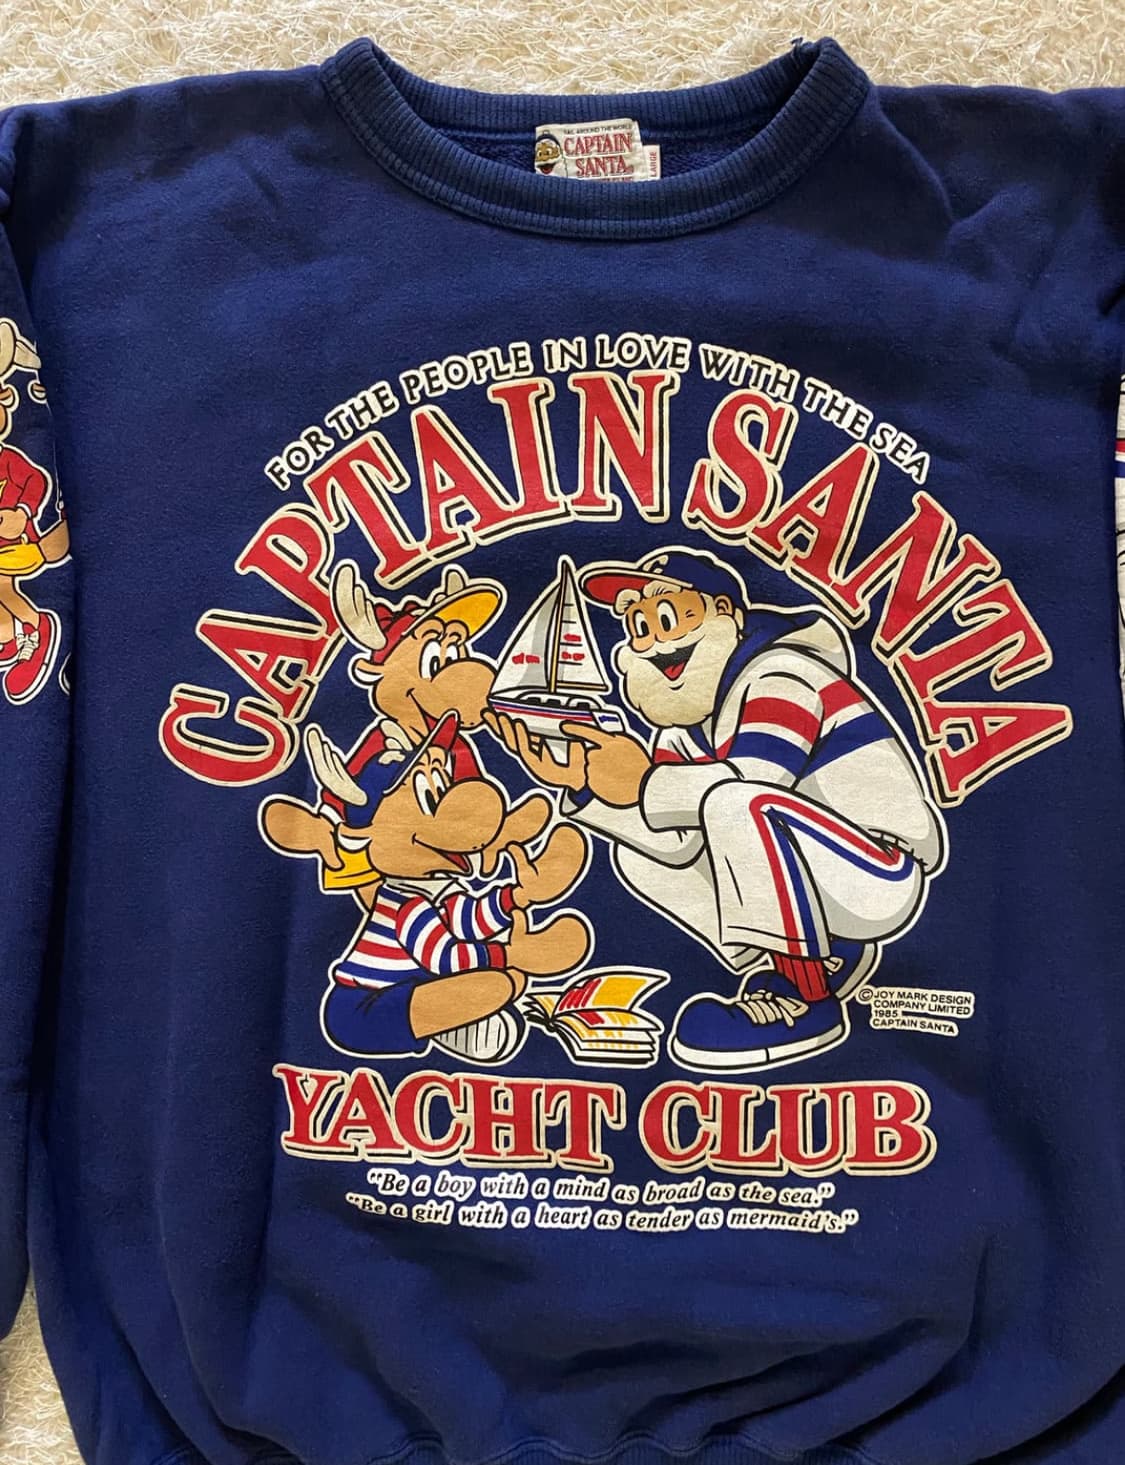 SAIL AROUND THE WORLD
CAPTAIN
SANTA
LARGE
FOR THE PEOPLE IN LOVE WITH THE SEA
CAPTAIN SANTA
©JOY MARK DESIGN
COMPANY LIMITED
1985
CAPTAIN SANTA
YACHT CLUB
"Be a boy with a mind as broad as the sea."
"Be a girl with a heart as tender as mermaid's."